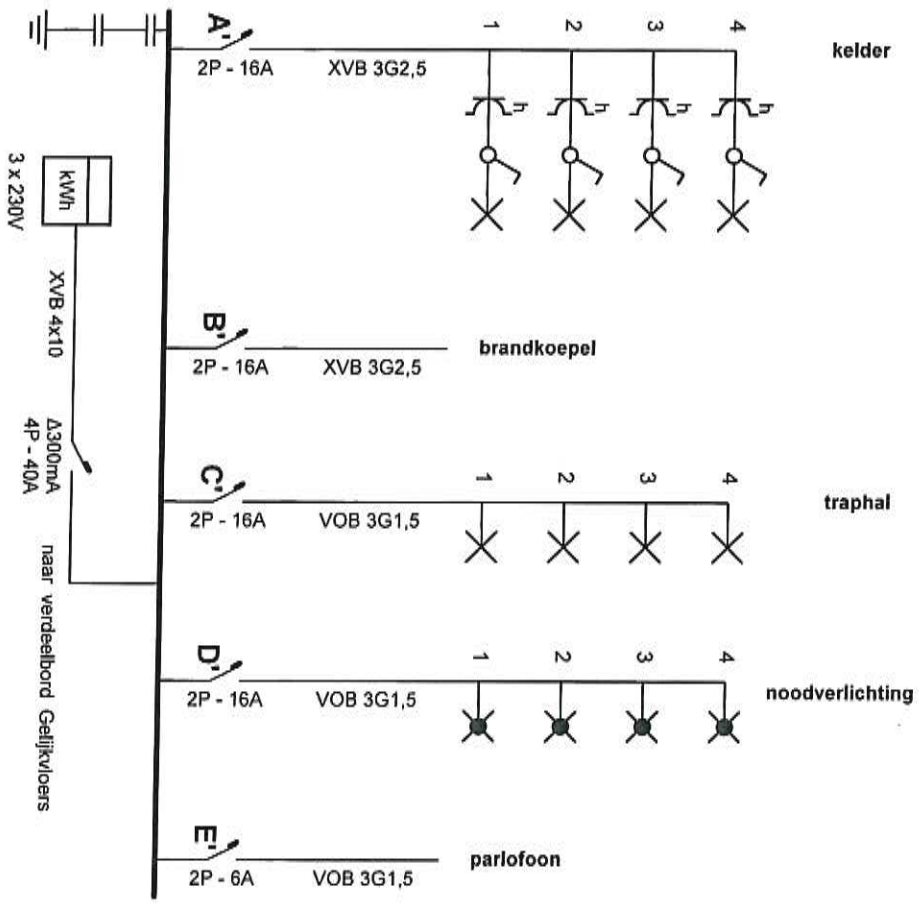 A'
2P - 16A
XVB 3G2,5
1
2
3
4
h
h
h
h
kelder
kWh
3 x 230V
XVB 4x10
Δ300mA
4P - 40A
naar verdeelbord Gelijkvloers
B'
2P - 16A
XVB 3G2,5
brandkoepel
C'
2P - 16A
VOB 3G1,5
1
2
3
4
traphal
D'
2P - 16A
VOB 3G1,5
1
2
3
4
noodverlichting
E'
2P - 6A
VOB 3G1,5
parlofoon